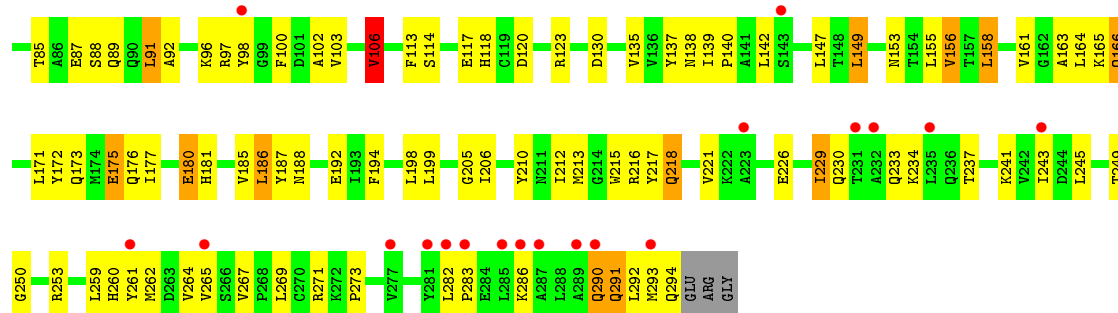 T85 A86 E87 S88 Q89 Q90 L91 A92 K96 R97 Y98 G99 F100 D101 A102 V103 V106 F113 S114 E117 H118 C119 D120 R123 D130 V135 V136 Y137 N138 I139 P140 A141 L142 S143 L147 T148 L149 N153 T154 L155 V156 T157 L158 V161 G162 A163 L164 K165 Q166
L171 Y172 Q173 M174 E175 Q176 I177 E180 H181 V185 L186 Y187 N188 E192 I193 F194 L198 L199 G205 I206 Y210 N211 I212 M213 G214 W215 R216 Y217 Q218 V221 K222 A223 E226 I229 Q230 T231 A232 Q233 K234 L235 Q236 T237 K241 V242 I243 D244 L245 T249
G250 R253 L259 H260 Y261 M262 D263 V264 V265 S266 V267 P268 L269 C270 R271 K272 P273 V277 Y281 L282 P283 E284 L285 K286 A287 L288 A289 Q290 Q291 L292 M293 Q294 GLU ARG GLY